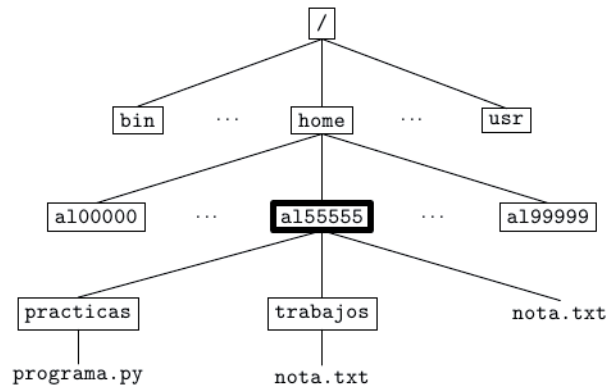 /
bin ... home ... usr
al00000 ... al55555 ... al99999
practicas trabajos nota.txt
programa.py nota.txt